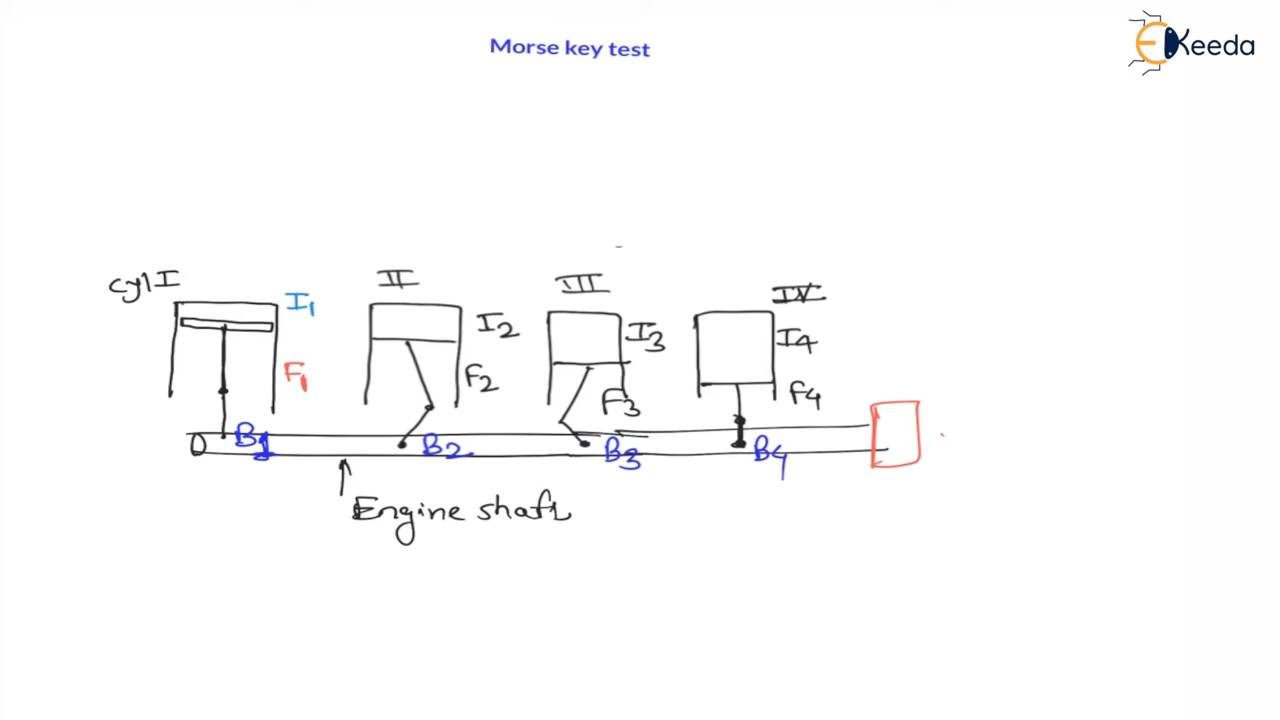 Morse key test
EKeeda
cyl I
II
III
IV
I1
I2
I3
I4
F1
F2
F3
F4
B1
B2
B3
B4
Engine shaft